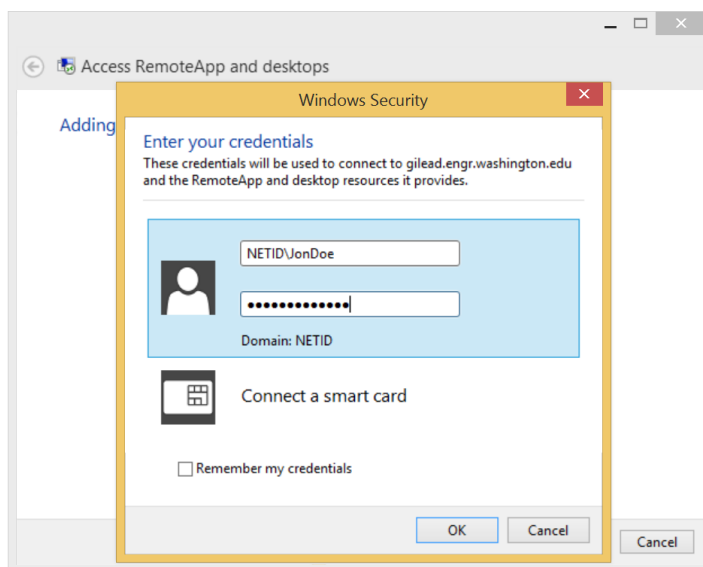 Access RemoteApp and desktops
Windows Security
Adding
Enter your credentials
These credentials will be used to connect to gilead.engr.washington.edu
and the RemoteApp and desktop resources it provides.
NETID\JonDoe
●●●●●●●●●●●●●
Domain: NETID
Connect a smart card
Remember my credentials
OK
Cancel
Cancel